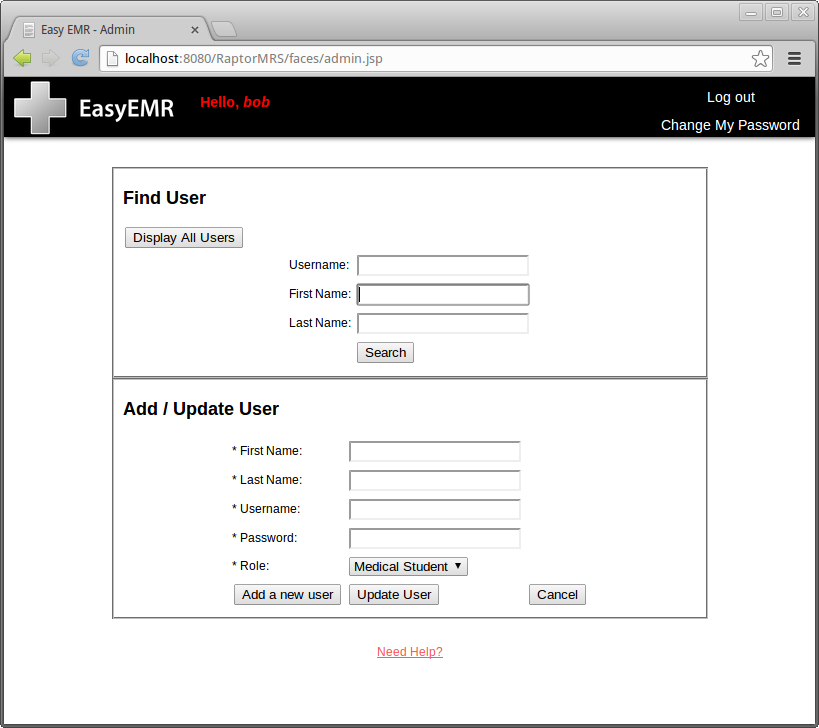 Easy EMR - Admin
localhost:8080/RaptorMRS/faces/admin.jsp
EasyEMR
Hello, bob
Log out
Change My Password
Find User
Display All Users
Username:
First Name:
Last Name:
Search
Add / Update User
* First Name:
* Last Name:
* Username:
* Password:
* Role: Medical Student
Add a new user Update User Cancel
Need Help?